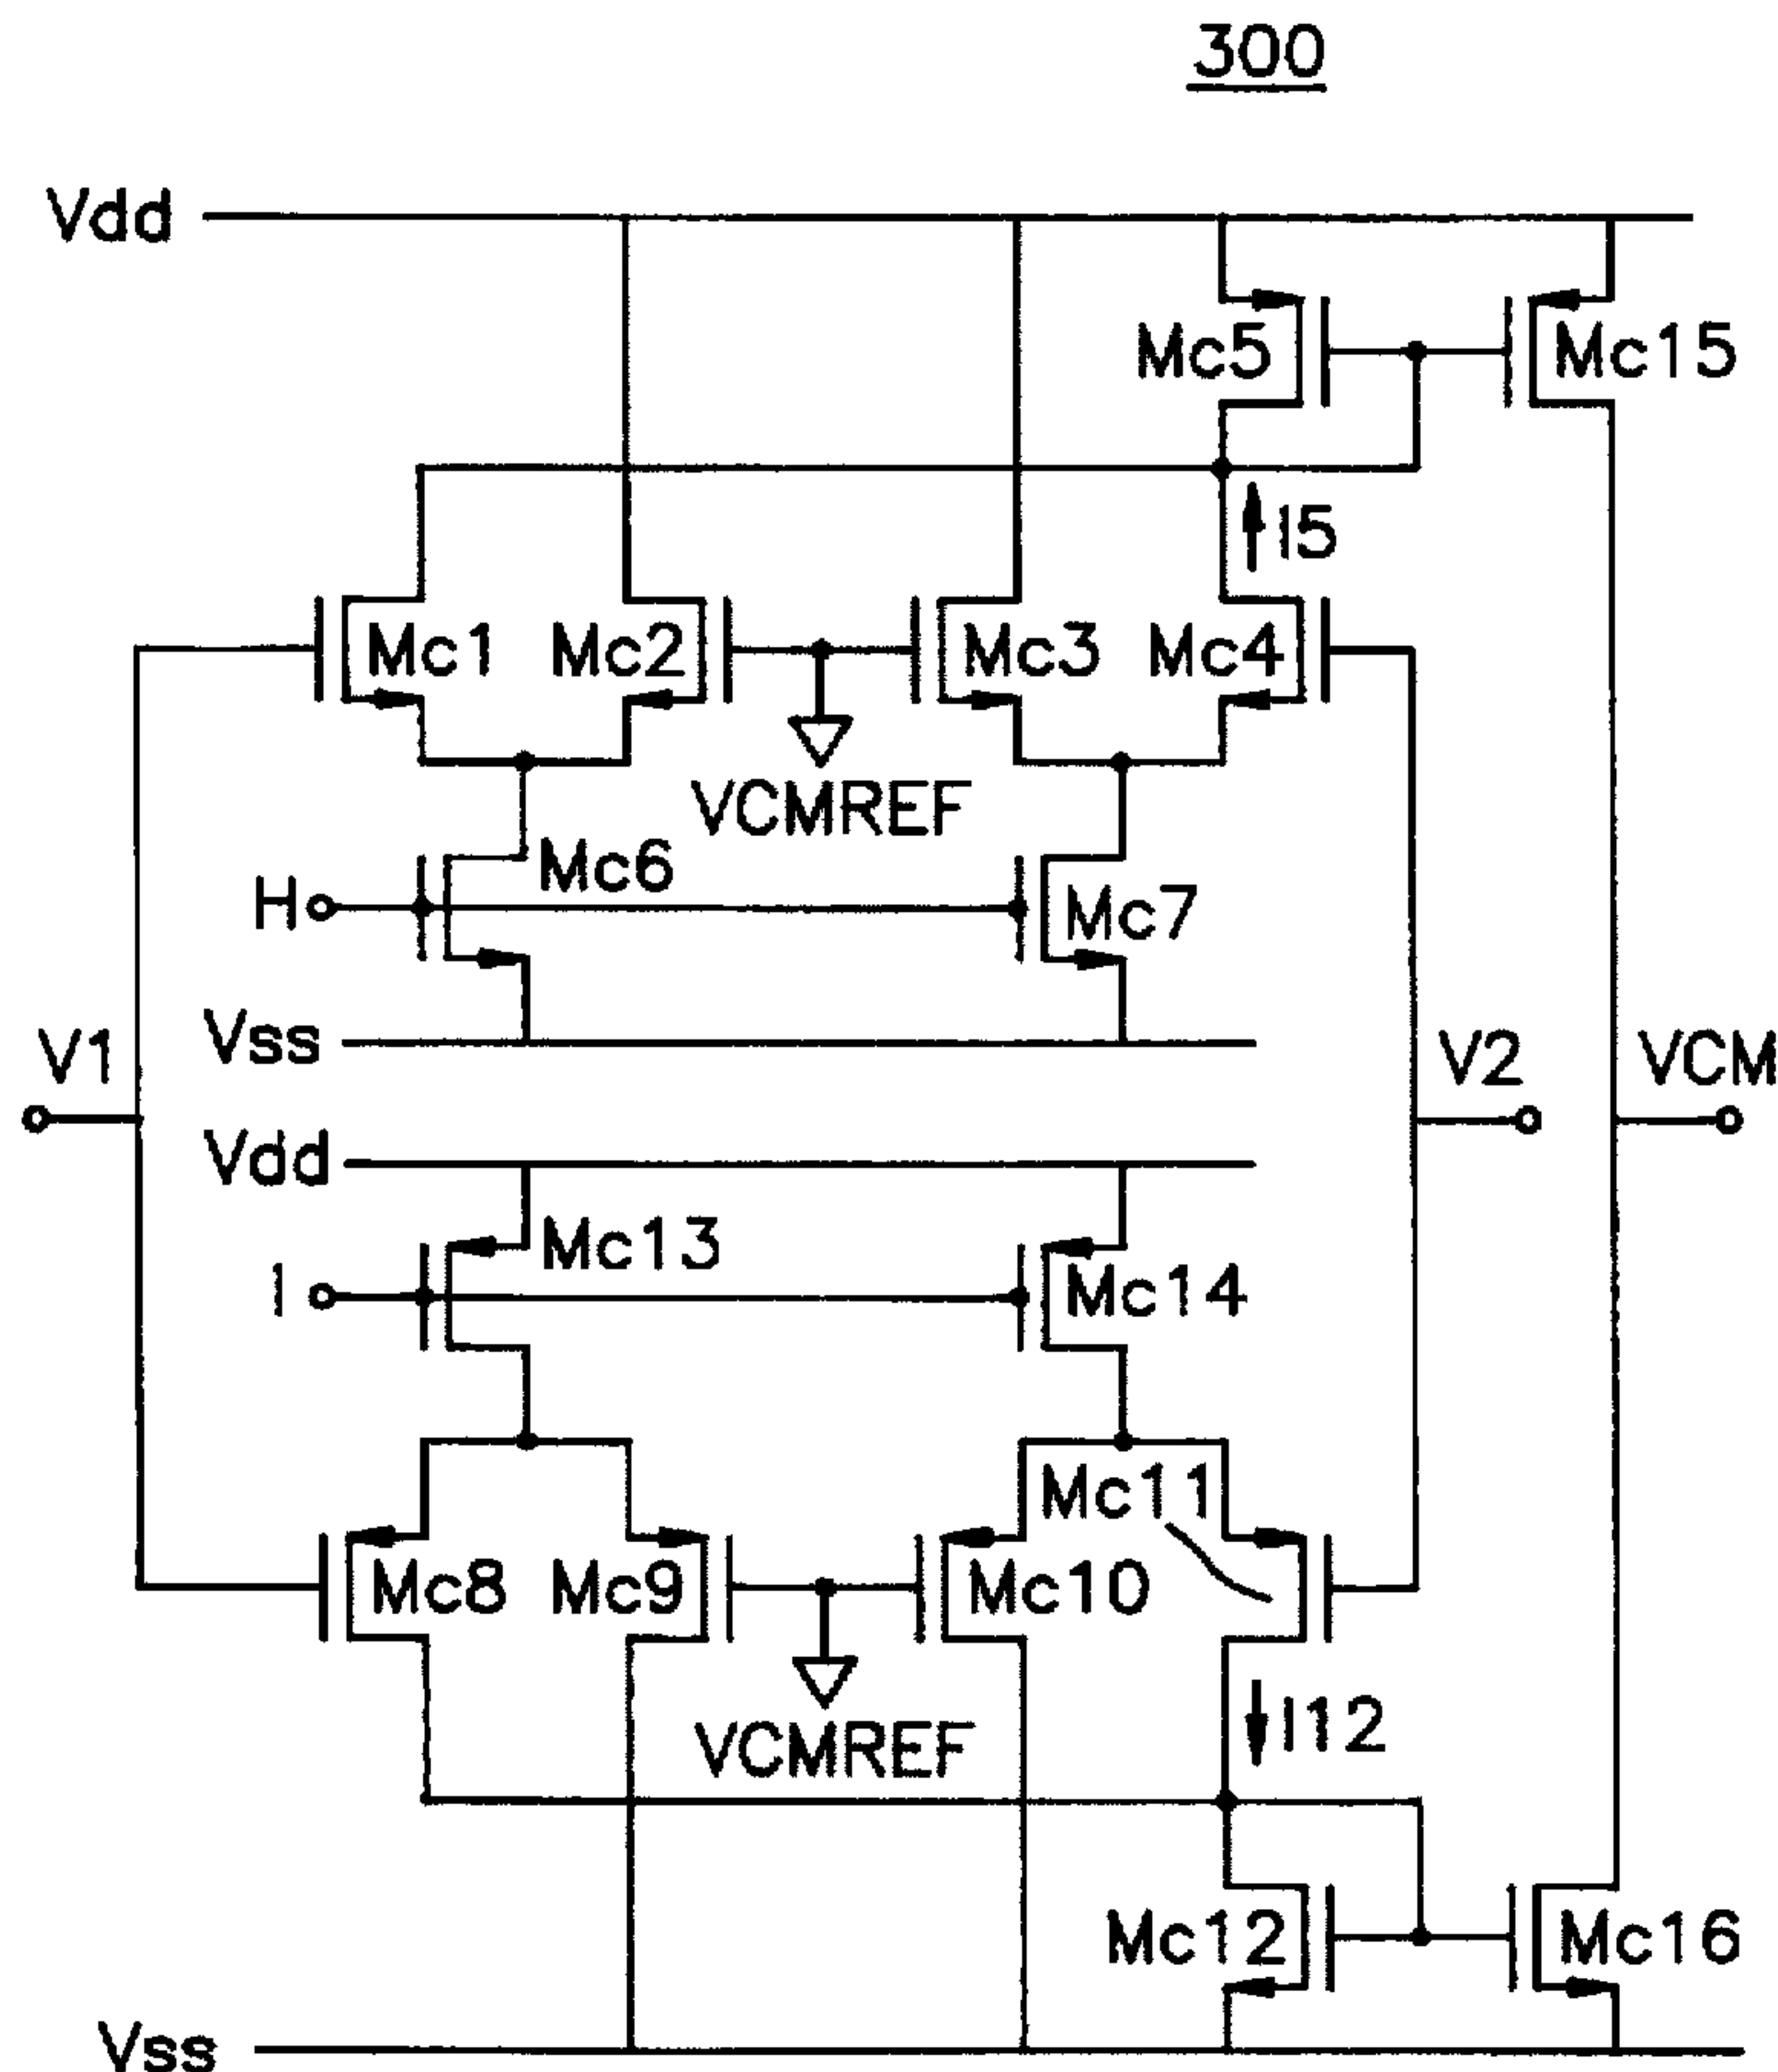 300
Vdd
Mc5
Mc15
I5
Mc1
Mc2
Mc3
Mc4
VCMREF
Mc6
H
Mc7
Vss
V1
V2
VCM
Vdd
Mc13
I
Mc14
Mc11
Mc8
Mc9
Mc10
I12
VCMREF
Mc12
Mc16
Vss